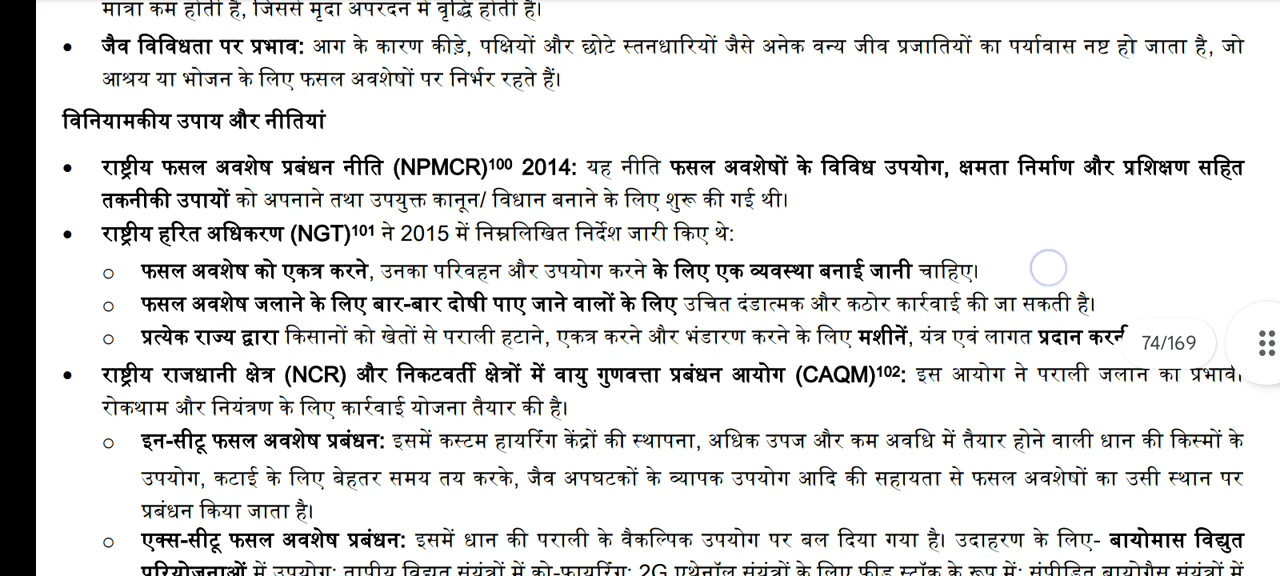 मात्रा कम होती है, जिससे मृदा अपरदन में वृद्धि होती है।
• जैव विविधता पर प्रभाव: आग के कारण कीड़े, पक्षियों और छोटे स्तनधारियों जैसे अनेक वन्य जीव प्रजातियों का पर्यावास नष्ट हो जाता है, जो
आश्रय या भोजन के लिए फसल अवशेषों पर निर्भर रहते हैं।
विनियामकीय उपाय और नीतियां
• राष्ट्रीय फसल अवशेष प्रबंधन नीति (NPMCR)¹⁰⁰ 2014: यह नीति फसल अवशेषों के विविध उपयोग, क्षमता निर्माण और प्रशिक्षण सहित
तकनीकी उपायों को अपनाने तथा उपयुक्त कानून/ विधान बनाने के लिए शुरू की गई थी।
• राष्ट्रीय हरित अधिकरण (NGT)¹⁰¹ ने 2015 में निम्नलिखित निर्देश जारी किए थे:
o फसल अवशेष को एकत्र करने, उनका परिवहन और उपयोग करने के लिए एक व्यवस्था बनाई जानी चाहिए।
o फसल अवशेष जलाने के लिए बार-बार दोषी पाए जाने वालों के लिए उचित दंडात्मक और कठोर कार्रवाई की जा सकती है।
o प्रत्येक राज्य द्वारा किसानों को खेतों से पराली हटाने, एकत्र करने और भंडारण करने के लिए मशीनें, यंत्र एवं लागत प्रदान
74/169
• राष्ट्रीय राजधानी क्षेत्र (NCR) और निकटवर्ती क्षेत्रों में वायु गुणवत्ता प्रबंधन आयोग (CAQM)¹⁰²: इस आयोग ने पराली जलाने की प्रभावी
रोकथाम और नियंत्रण के लिए कार्रवाई योजना तैयार की है।
o इन-सीटू फसल अवशेष प्रबंधन: इसमें कस्टम हायरिंग केंद्रों की स्थापना, अधिक उपज और कम अवधि में तैयार होने वाली धान की किस्मों के
उपयोग, कटाई के लिए बेहतर समय तय करके, जैव अपघटकों के व्यापक उपयोग आदि की सहायता से फसल अवशेषों का उसी स्थान पर
प्रबंधन किया जाता है।
o एक्स-सीटू फसल अवशेष प्रबंधन: इसमें धान की पराली के वैकल्पिक उपयोग पर बल दिया गया है। उदाहरण के लिए- बायोमास विद्युत
परियोजनाओं में उपयोग; तापीय विद्युत संयंत्रों में को-फायरिंग; 2G एथेनॉल संयंत्रों के लिए फीड स्टॉक के रूप में; संपीड़ित बायोगैस संयंत्रों में